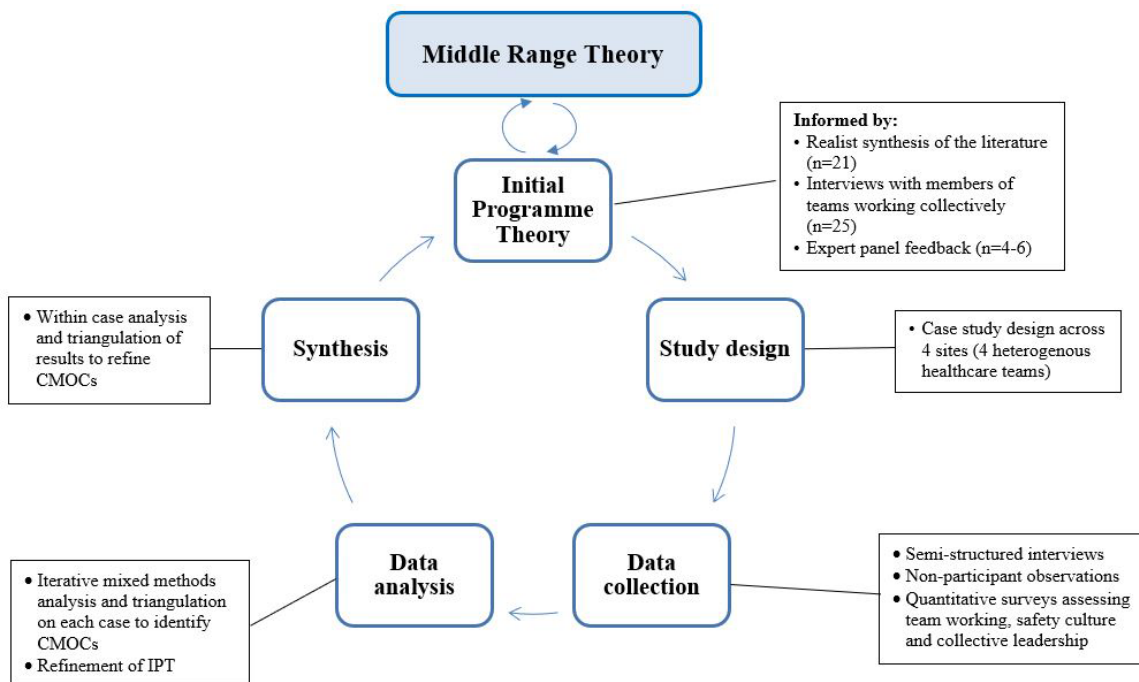 Middle Range Theory
Informed by:
• Realist synthesis of the literature
(n=21)
• Interviews with members of
teams working collectively
(n=25)
• Expert panel feedback (n=4-6)
Initial
Programme
Theory
• Within case analysis
and triangulation of
results to refine
CMOCs
Synthesis
Study design
• Case study design across
4 sites (4 heterogenous
healthcare teams)
• Iterative mixed methods
analysis and triangulation
on each case to identify
CMOCs
• Refinement of IPT
Data
analysis
Data
collection
• Semi-structured interviews
• Non-participant observations
• Quantitative surveys assessing
team working, safety culture
and collective leadership